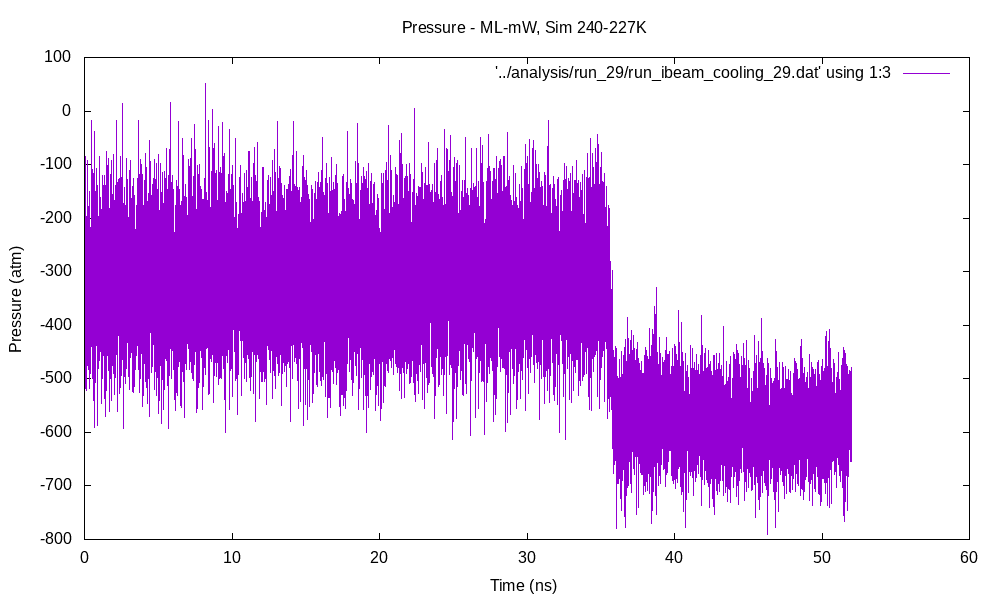 Pressure - ML-mW, Sim 240-227K
'../analysis/run_29/run_ibeam_cooling_29.dat' using 1:3
100
0
-100
-200
-300
-400
-500
-600
-700
-800
Pressure (atm)
0 10 20 30 40 50 60
Time (ns)